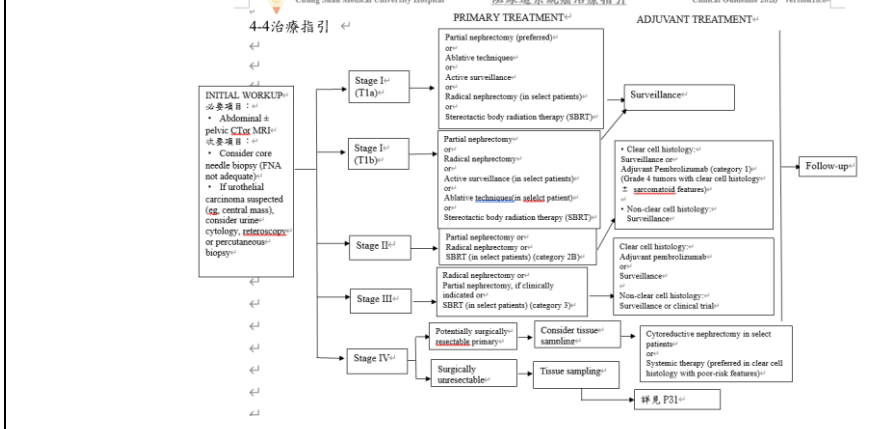 Chung Shan Medical University Hospital
泌尿道系統癌治療指引
4-4治療指引
PRIMARY TREATMENT
ADJUVANT TREATMENT
INITIAL WORKUP
必要項目：
• Abdominal ±
pelvic CTor MRI
次要項目：
• Consider core
needle biopsy (FNA
not adequate)
• If urothelial
carcinoma suspected
(eg, central mass),
consider urine
cytology, reteroscopy
or percutaneous
biopsy
Stage I
(T1a)
Partial nephrectomy (preferred)
or
Ablative techniques
or
Active surveillance
or
Radical nephrectomy (in select patients)
or
Stereotactic body radiation therapy (SBRT)
Surveillance
Stage I
(T1b)
Partial nephrectomy
or
Radical nephrectomy
or
Active surveillance (in select patients)
or
Ablative techniques(in selelct patient)
or
Stereotactic body radiation therapy (SBRT)
• Clear cell histology:
Surveillance or
Adjuvant Pembrolizumab (category 1)
(Grade 4 tumors with clear cell histology
± sarcomatoid features)
• Non-clear cell histology:
Surveillance
Follow-up
Stage II
Partial nephrectomy or
Radical nephrectomy or
SBRT (in select patients) (category 2B)
Stage III
Radical nephrectomy or
Partial nephrectomy, if clinically
indicated or
SBRT (in select patients) (category 3)
Clear cell histology:
Adjuvant pembrolizumab
or
Surveillance
Non-clear cell histology:
Surveillance or clinical trial
Stage IV
Potentially surgically
resectable primary
Consider tissue
sampling
Cytoreductive nephrectomy in select
patients
or
Systemic therapy (preferred in clear cell
histology with poor-risk features)
Surgically
unresectable
Tissue sampling
詳見 P31